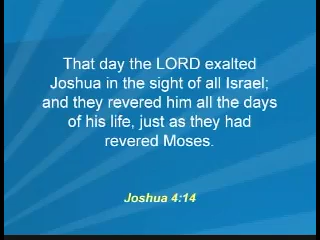 That day the LORD exalted
Joshua in the sight of all Israel;
and they revered him all the days
of his life, just as they had
revered Moses.
Joshua 4:14